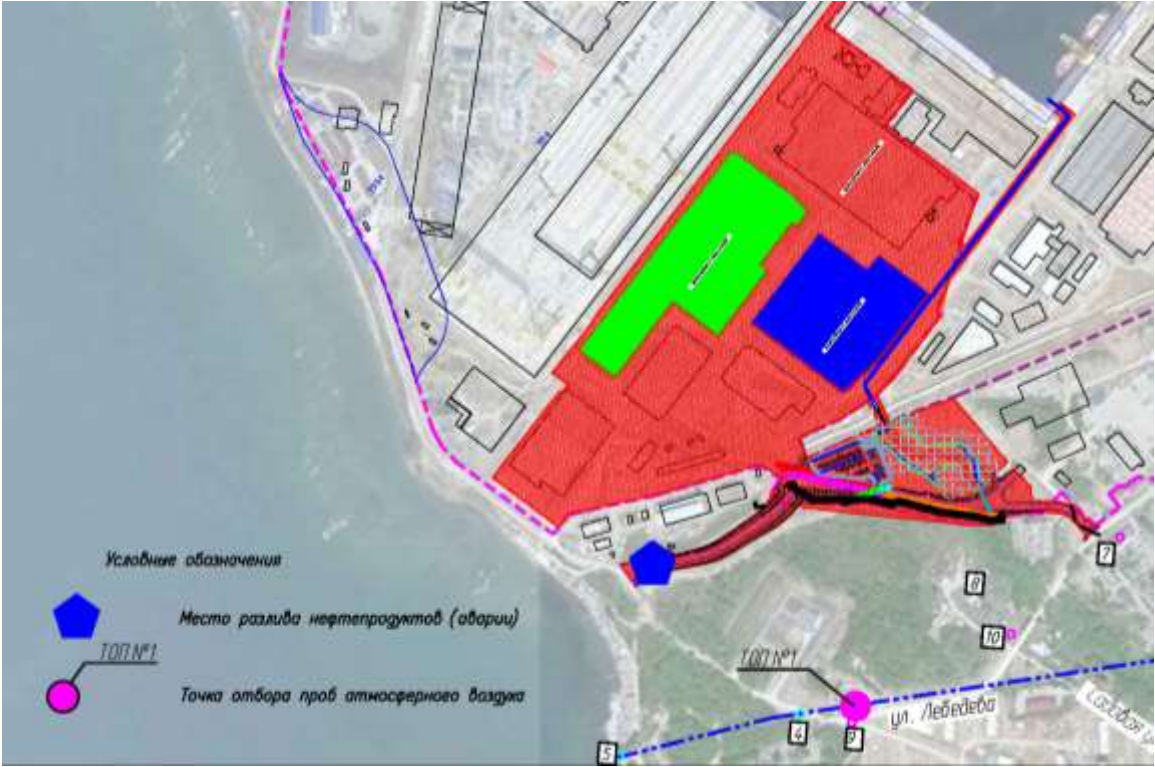 7
8
10
Условные обозначения
Место разлива нефтепродуктов (аварии)
ТОП №1
Точка отбора проб атмосферного воздуха
ТОП №1
ул. Лебедева
4
9
5